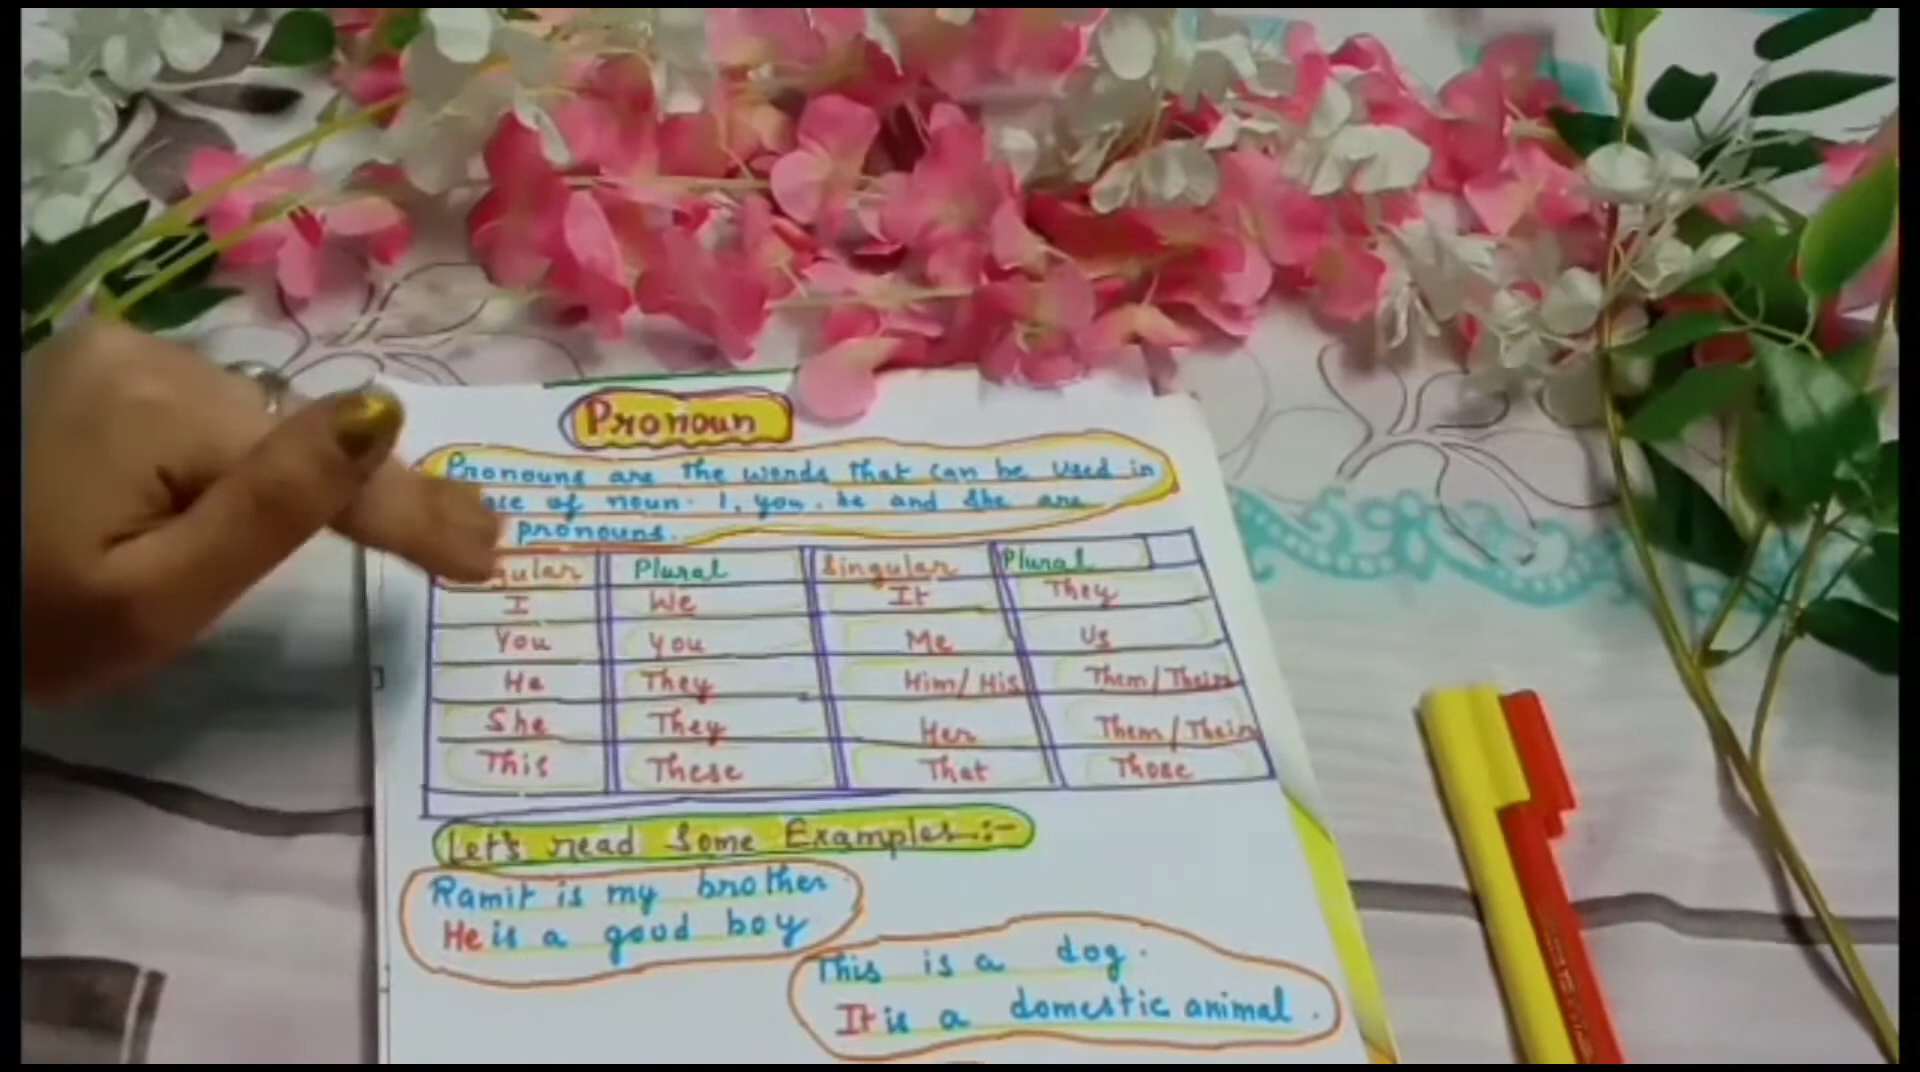 Pronoun
Pronouns are the words that can be used in
of noun. I, you, he and she are
pronouns.
Plural Singular Plural
I We It They
You You Me Us
He They Him/His Them/Their
She They Her Them/Their
This These That Those
Let's read some Examples:-
Ramit is my brother.
He is a good boy
This is a dog.
It is a domestic animal.